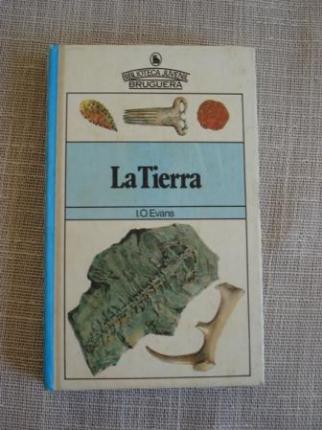 BIBLIOTECA JUVENIL
BRUGUERA
La Tierra
I.O. Evans